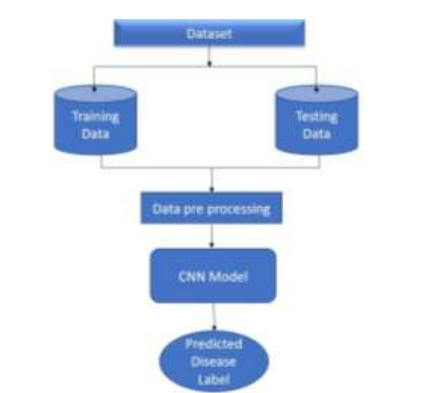 Dataset
Training
Data
Testing
Data
Data pre processing
CNN Model
Predicted
Disease
Label